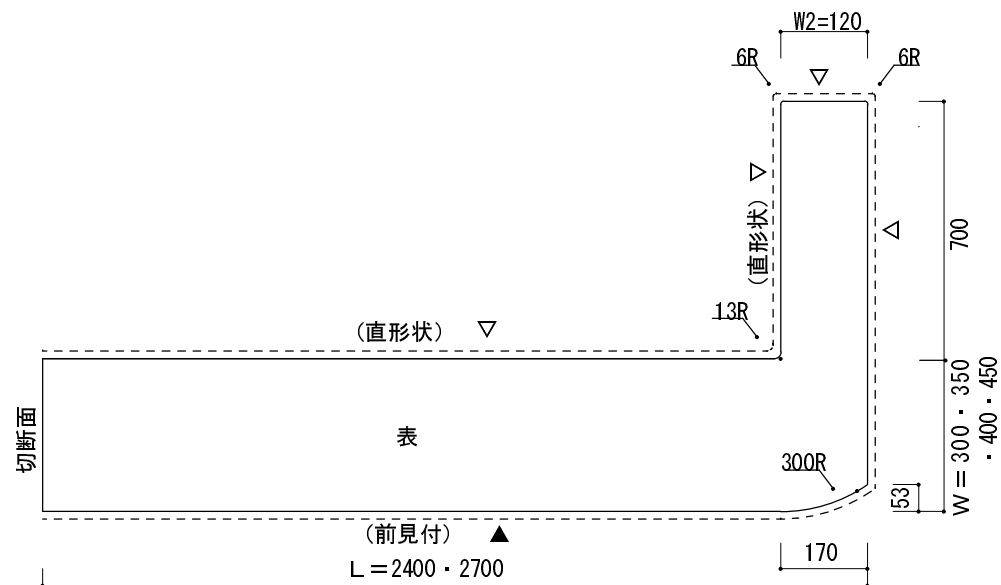 W2=120
6R
6R
(直形状)
700
13R
(直形状)
切断面
表
300R
53
W=300・350
・400・450
(前見付)
170
L=2400・2700